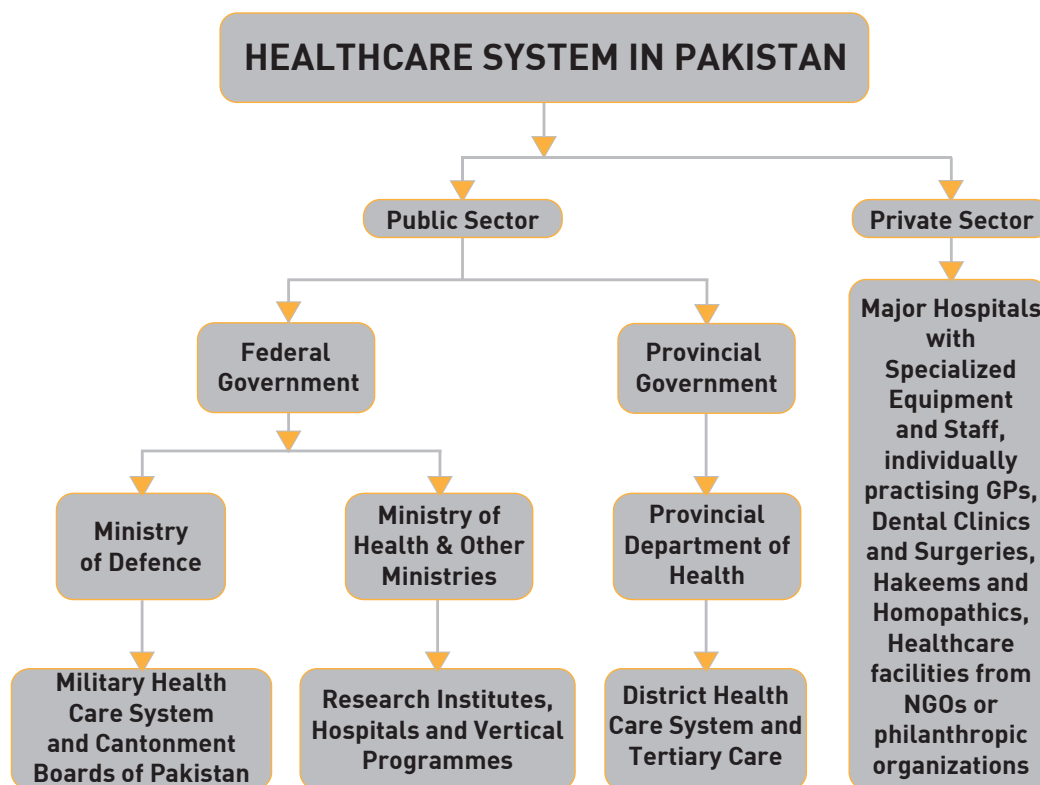 HEALTHCARE SYSTEM IN PAKISTAN
Public Sector
Private Sector
Federal
Government
Provincial
Government
Major Hospitals
with
Specialized
Equipment
and Staff,
individually
practising GPs,
Dental Clinics
and Surgeries,
Hakeems and
Homopathics,
Healthcare
facilities from
NGOs or
philanthropic
organizations
Ministry
of Defence
Ministry of
Health & Other
Ministries
Provincial
Department of
Health
Military Health
Care System
and Cantonment
Boards of Pakistan
Research Institutes,
Hospitals and Vertical
Programmes
District Health
Care System and
Tertiary Care